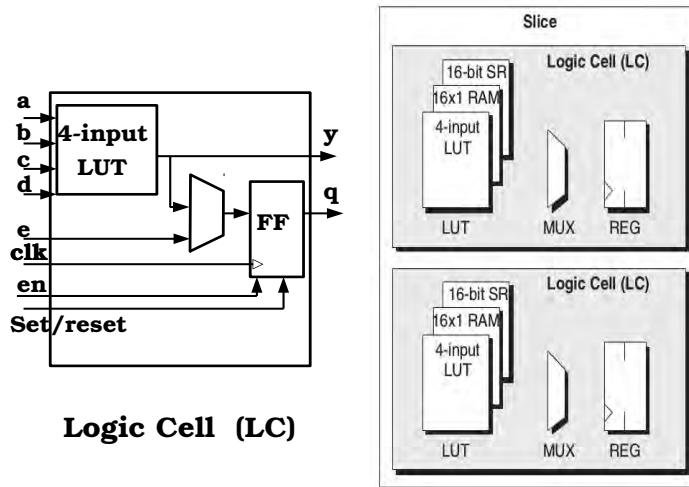 a
b
c
d
4-input
LUT
y
q
FF
e
clk
en
Set/reset
Logic Cell (LC)
Slice
Logic Cell (LC)
16-bit SR
16x1 RAM
4-input
LUT
LUT
MUX
REG
Logic Cell (LC)
16-bit SR
16x1 RAM
4-input
LUT
LUT
MUX
REG